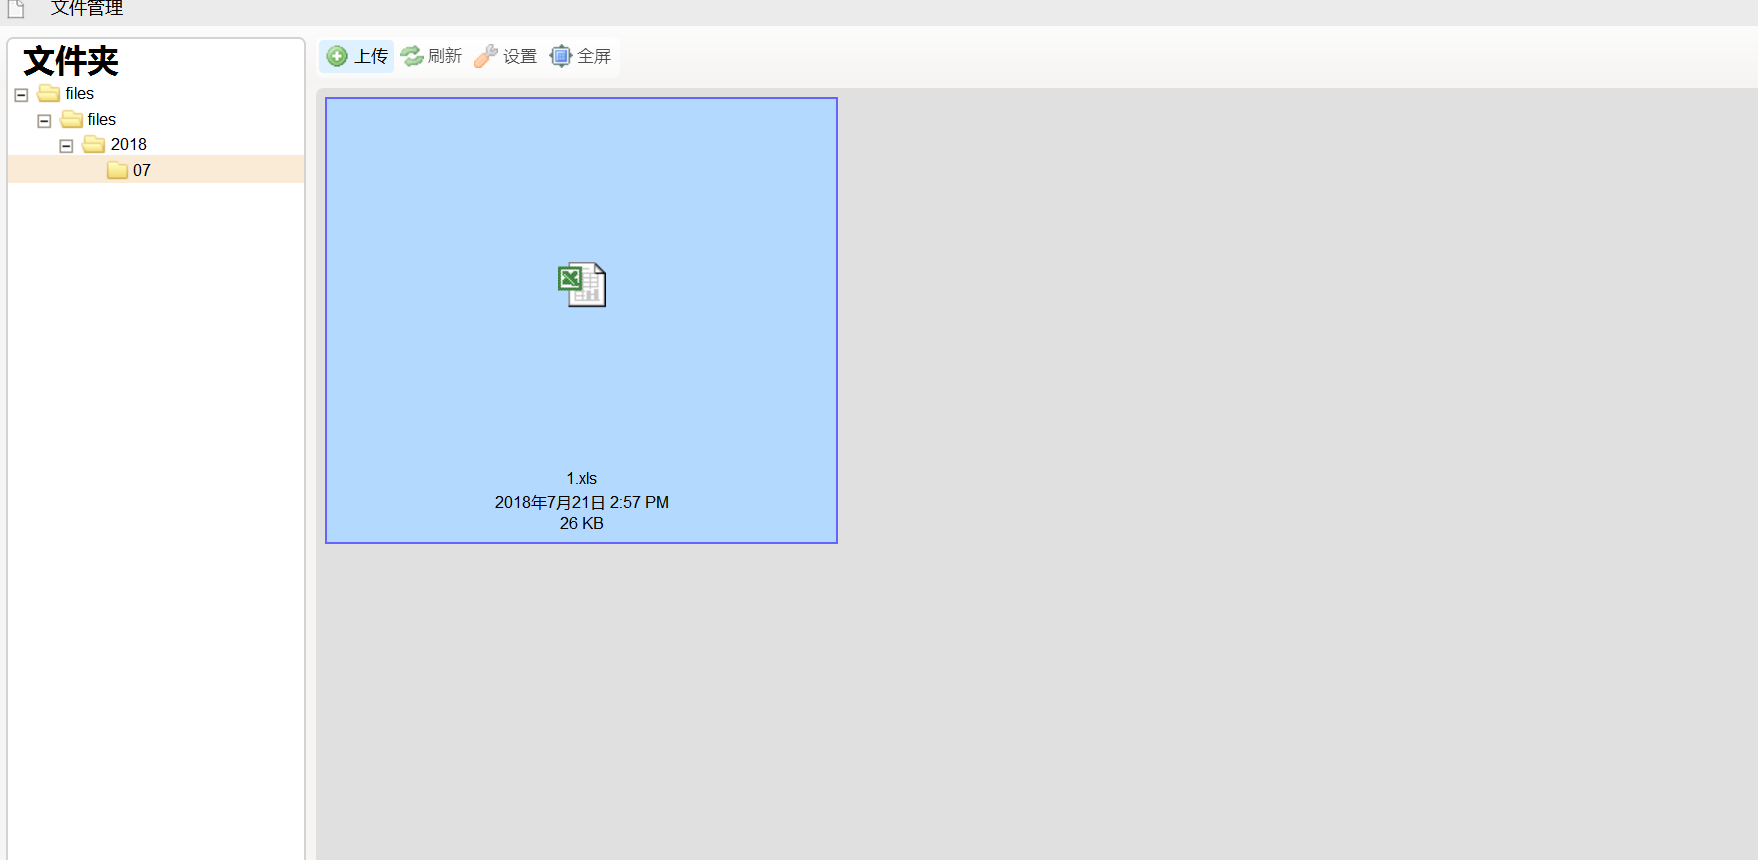 文件管理
文件夹
files
files
2018
07
上传 刷新 设置 全屏
1.xls
2018年7月21日 2:57 PM
26 KB